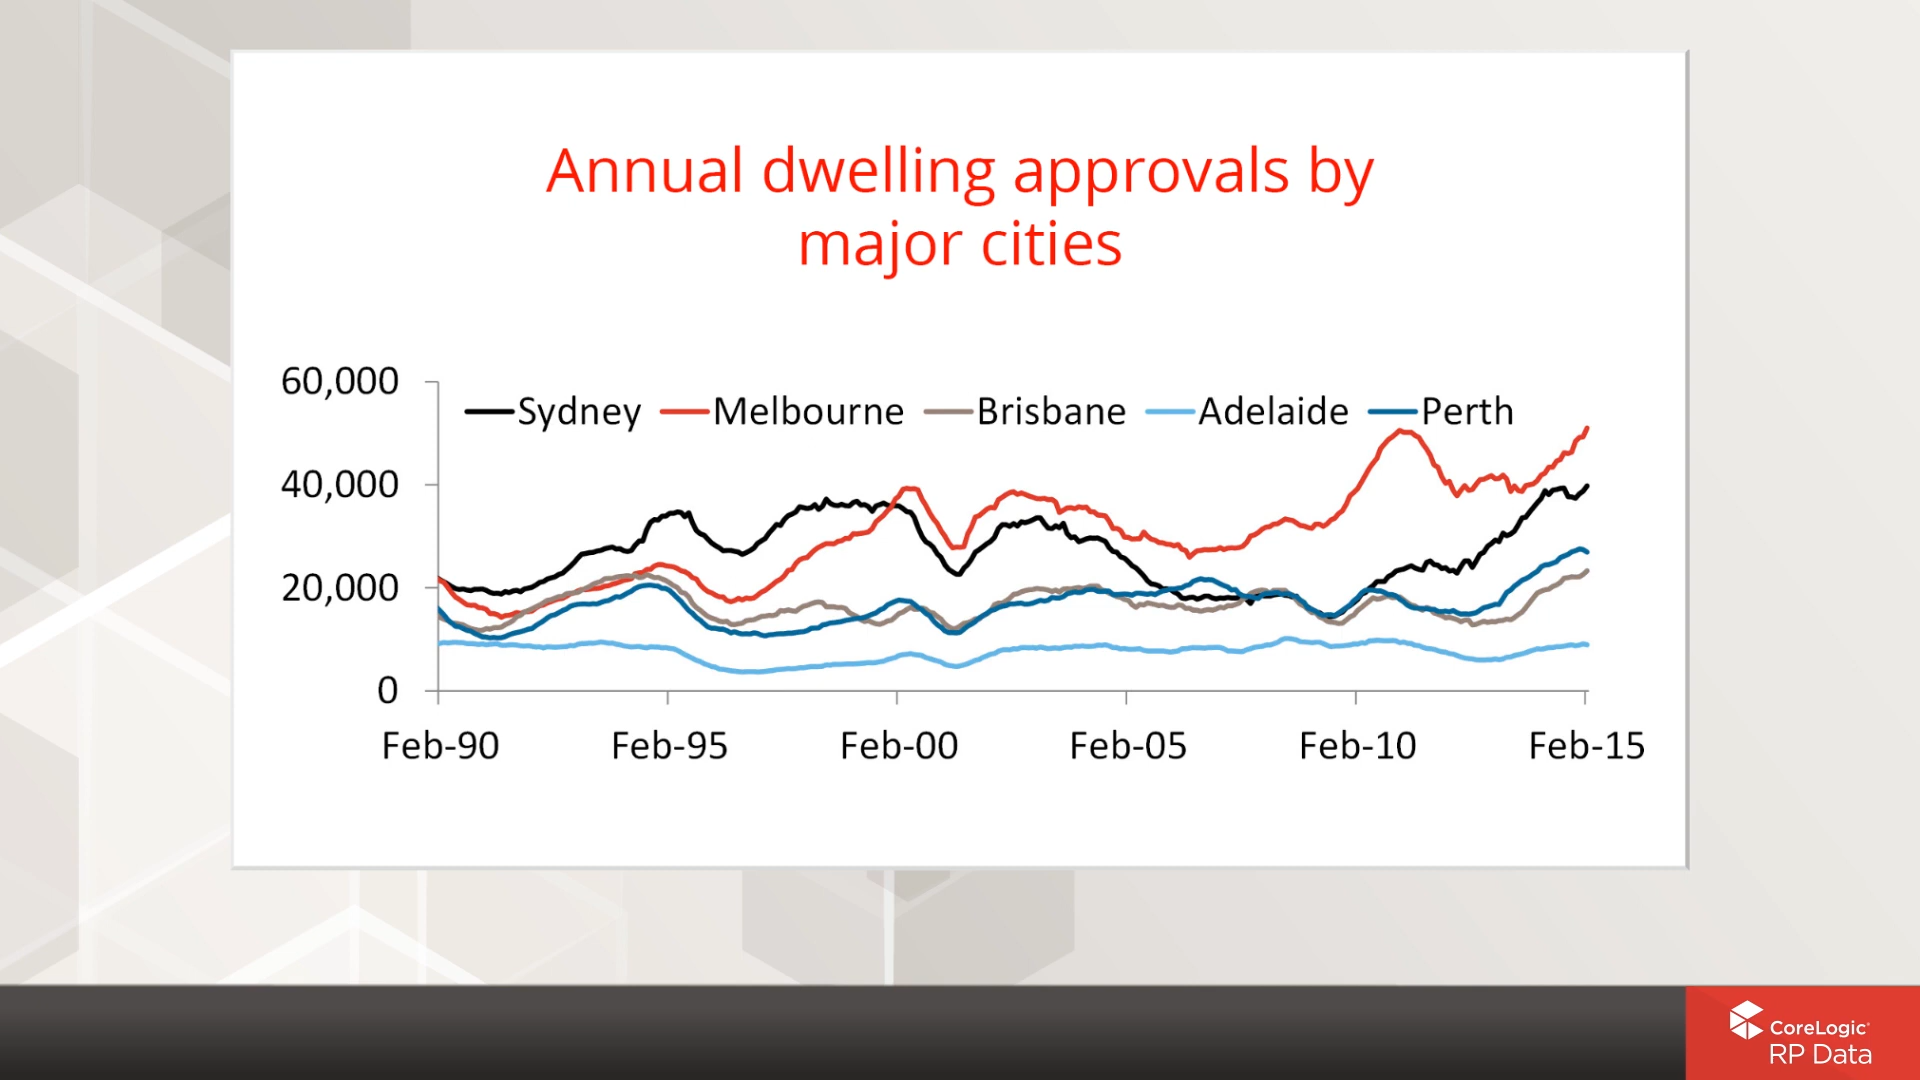 Annual dwelling approvals by
major cities
60,000
Sydney Melbourne Brisbane Adelaide Perth
40,000
20,000
0
Feb-90 Feb-95 Feb-00 Feb-05 Feb-10 Feb-15
CoreLogic®
RP Data